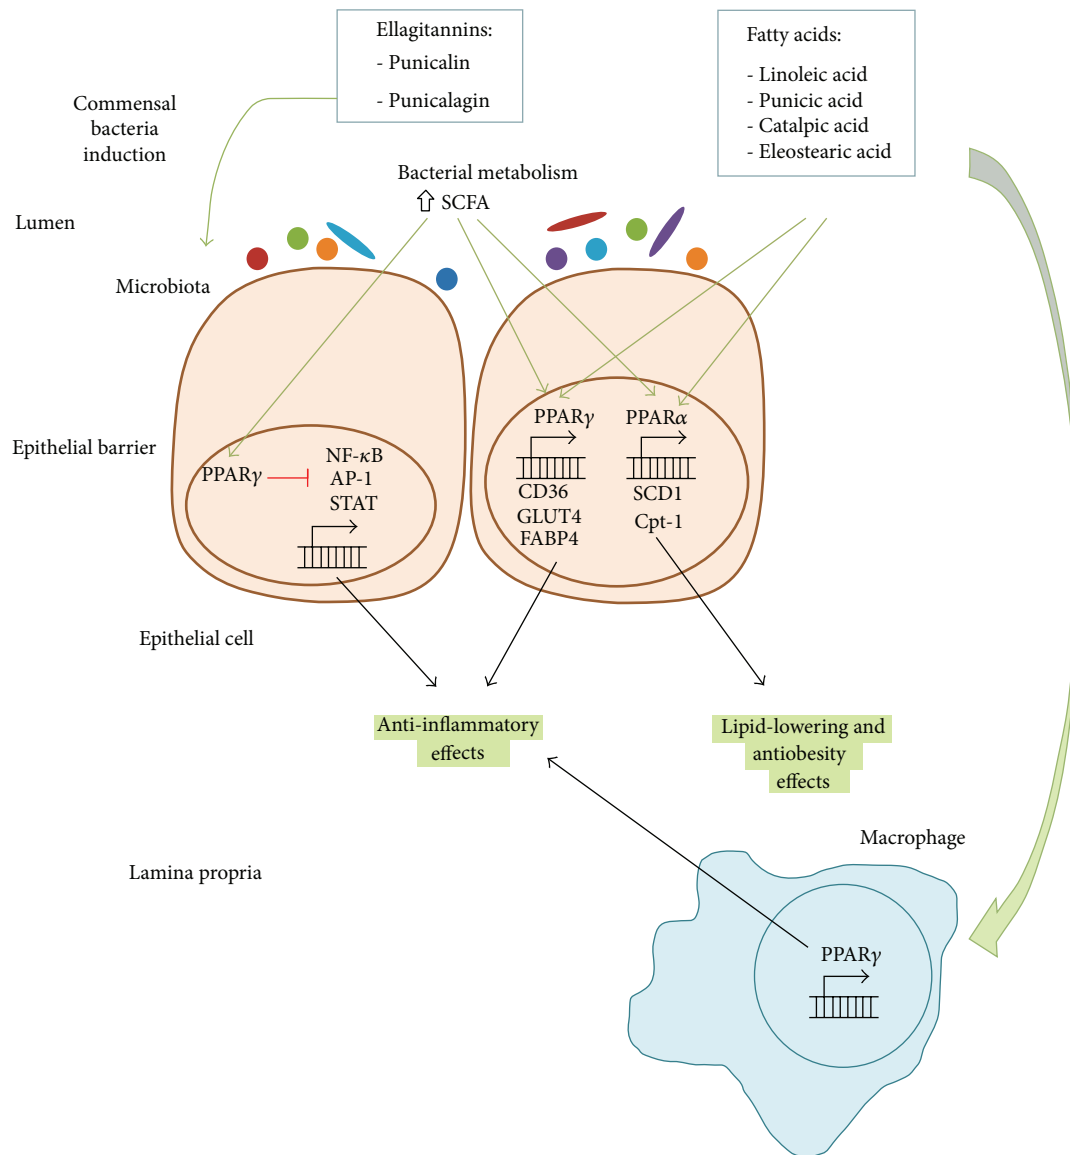 Ellagitannins:
- Punicalin
- Punicalagin
Fatty acids:
- Linoleic acid
- Punicic acid
- Catalpic acid
- Eleostearic acid
Commensal
bacteria
induction
Bacterial metabolism
SCFA
Lumen
Microbiota
Epithelial barrier
PPARγ
NF-κB
AP-1
STAT
PPARγ
CD36
GLUT4
FABP4
PPARα
SCD1
Cpt-1
Epithelial cell
Anti-inflammatory
effects
Lipid-lowering and
antiobesity
effects
Macrophage
Lamina propria
PPARγ